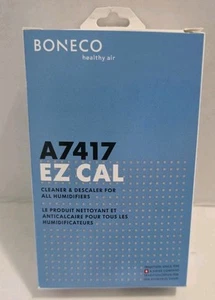 BONECO
healthy air
A7417
EZ CAL
CLEANER & DESCALER FOR
ALL HUMIDIFIERS
LE PRODUIT NETTOYANT ET
ANTICALCAIRE POUR TOUS LES
HUMIDIFICATEURS